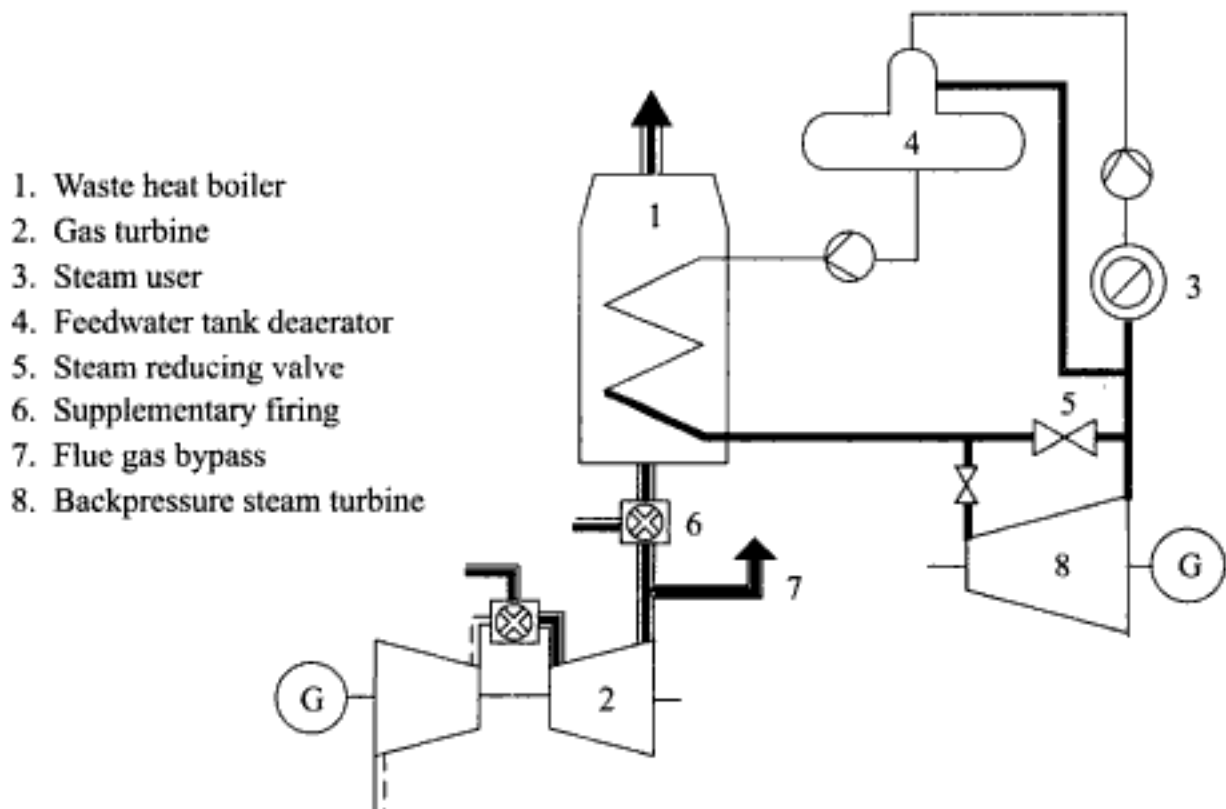 1. Waste heat boiler
2. Gas turbine
3. Steam user
4. Feedwater tank deaerator
5. Steam reducing valve
6. Supplementary firing
7. Flue gas bypass
8. Backpressure steam turbine
4
1
3
5
6
7
8
G
G
2